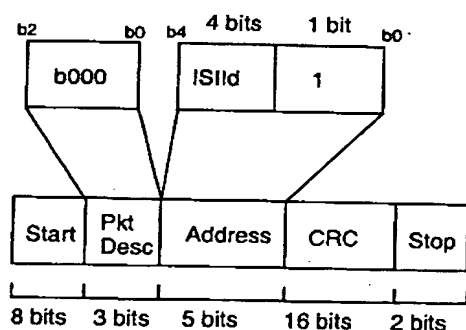 4 bits 1 bit
b2 b0 b4 b0
b000 ISIId 1
Start Pkt Desc Address CRC Stop
8 bits 3 bits 5 bits 16 bits 2 bits